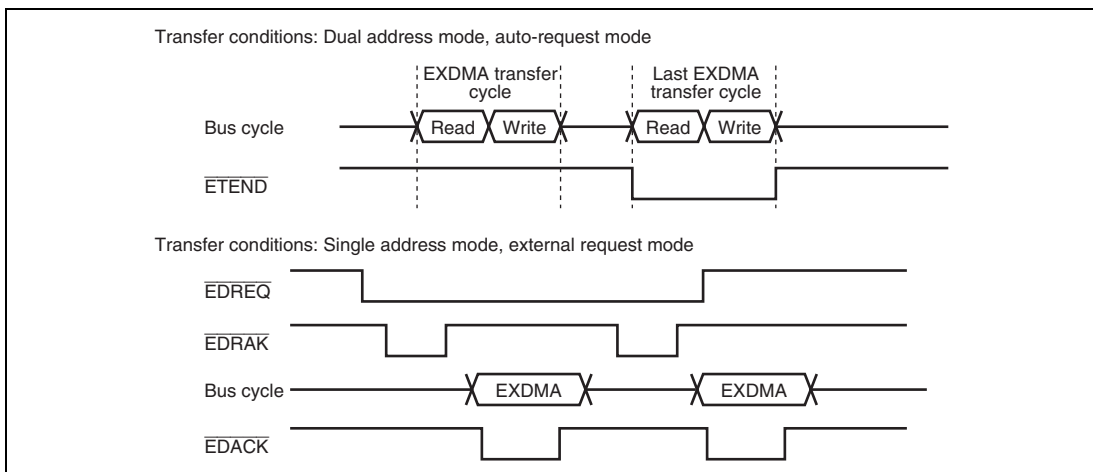 Transfer conditions: Dual address mode, auto-request mode
EXDMA transfer
cycle
Last EXDMA
transfer cycle
Bus cycle
Read
Write
Read
Write
ETEND
Transfer conditions: Single address mode, external request mode
EDREQ
EDRAK
Bus cycle
EXDMA
EXDMA
EDACK